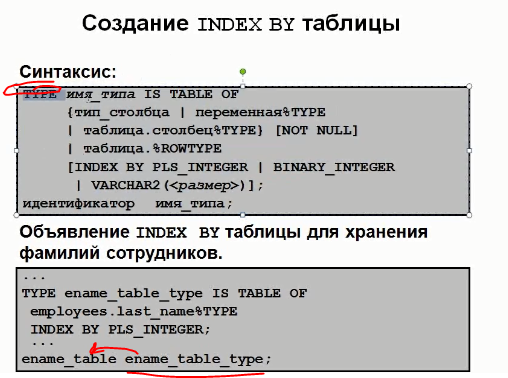 Создание INDEX BY таблицы
Синтаксис:
TYPE имя_типа IS TABLE OF
{тип_столбца | переменная%TYPE
| таблица.столбец%TYPE} [NOT NULL]
| таблица.%ROWTYPE
[INDEX BY PLS_INTEGER | BINARY_INTEGER
| VARCHAR2(<размер>)];
идентификатор имя_типа;
Объявление INDEX BY таблицы для хранения
фамилий сотрудников.
...
TYPE ename_table_type IS TABLE OF
employees.last_name%TYPE
INDEX BY PLS_INTEGER;
...
ename_table ename_table_type;